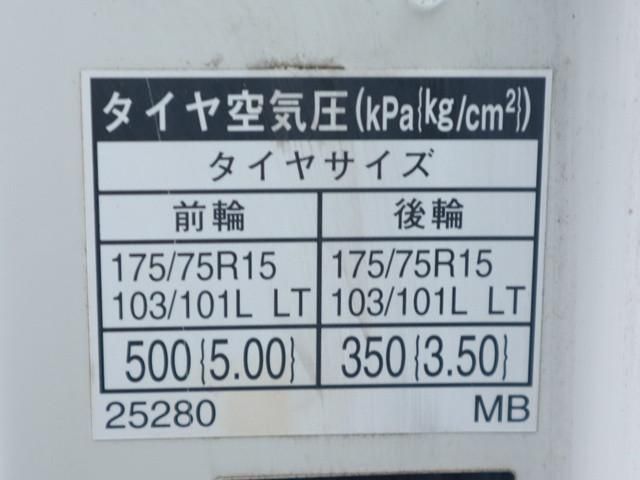 タイヤ空気圧(kPa{kg/cm²})
タイヤサイズ
前輪 後輪
175/75R15 175/75R15
103/101L LT 103/101L LT
500{5.00} 350{3.50}
25280 MB